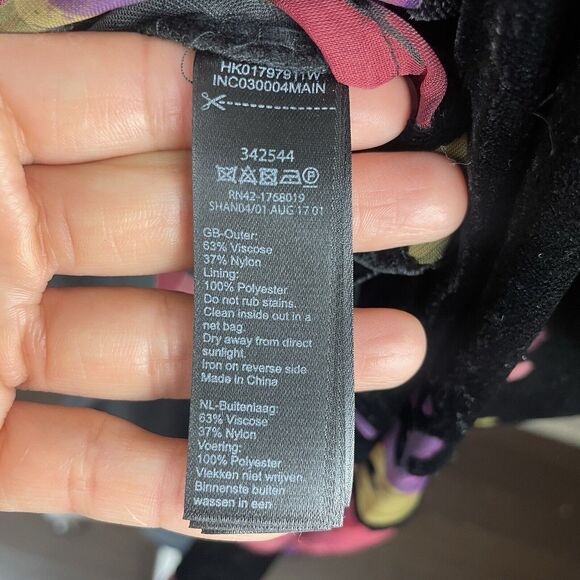 HK01797911W
INC030004MAIN
342544
P
RN42-1768019
SHAN04/01 AUG 17 01
GB-Outer:
63% Viscose
37% Nylon
Lining:
100% Polyester
Do not rub stains.
Clean inside out in a
net bag.
Dry away from direct
sunlight.
Iron on reverse side
Made in China
NL-Buitenlaag:
63% Viscose
37% Nylon
Voering:
100% Polyester
Vlekken niet wrijven.
Binnenste buiten
wassen in een